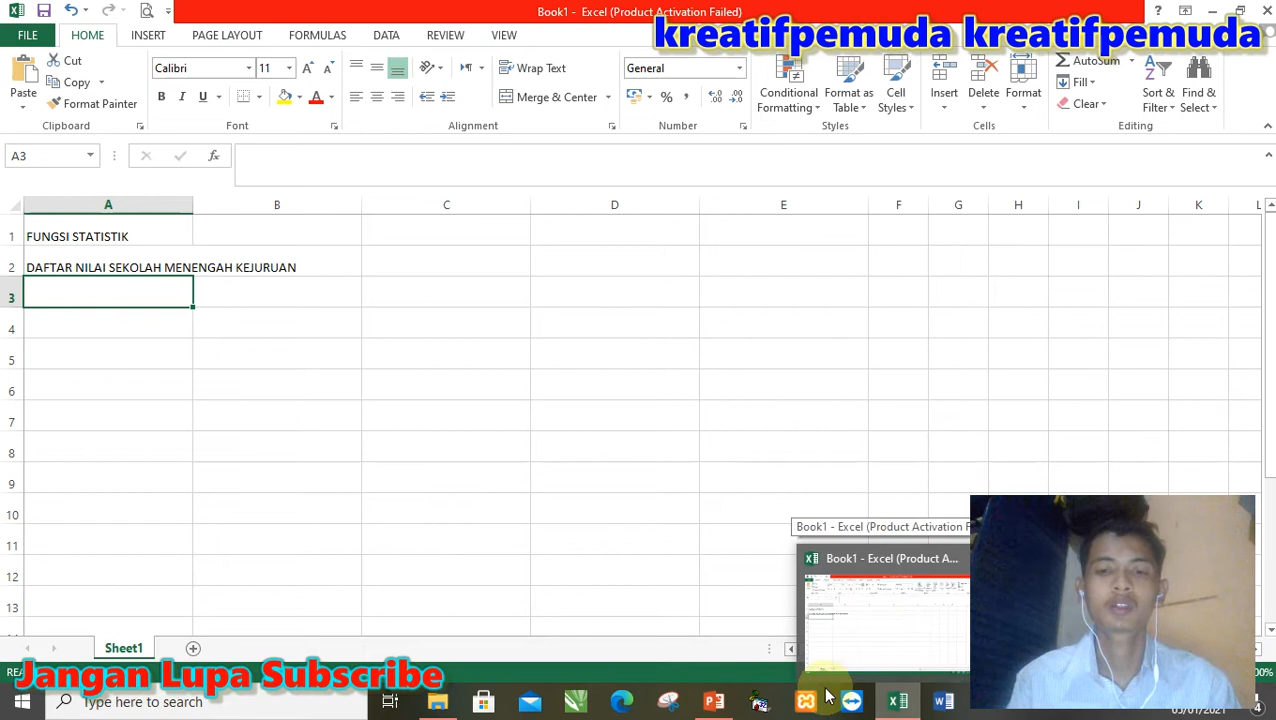 Book1 - Excel (Product Activation Failed)
kreatifpemuda kreatifpemuda
FILE HOME INSERT PAGE LAYOUT FORMULAS DATA
Cut
Copy
Format Painter
Paste
Clipboard
Calibri 11
B I U
Font
Wrap Text
Merge & Center
Alignment
General
%
Number
Conditional Formatting
Format as Table
Cell Styles
Styles
Insert
Delete
Format
Cells
AutoSum
Fill
Clear
Sort & Filter
Find & Select
Editing
A3
fx
A B C D E F G H I J K L
1 FUNGSI STATISTIK
2 DAFTAR NILAI SEKOLAH MENENGAH KEJURUAN
3
4
5
6
7
8
9
10
11
12
13
Book1 - Excel (Product Activation F
Book1 - Excel (Product A...
Sheet1
Jangan Lupa Subscribe
Type here to search
05/01/2021
4